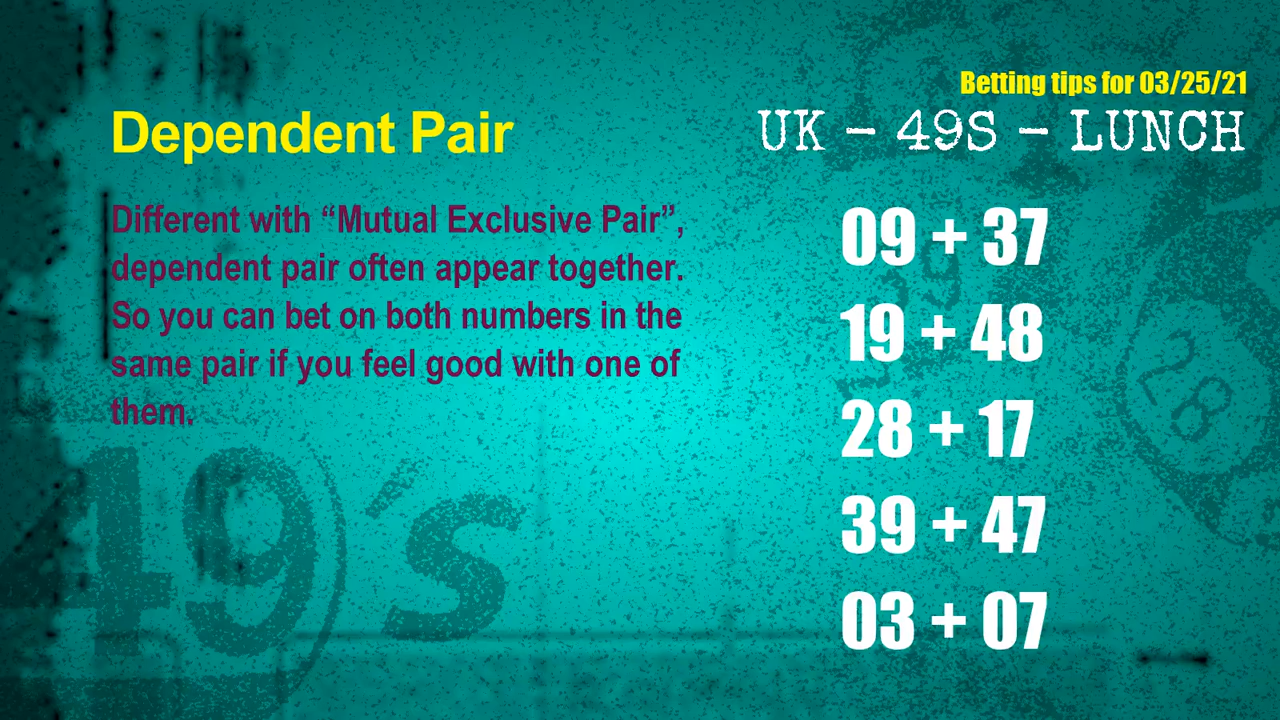 Betting tips for 03/25/21
UK - 49S - LUNCH
Dependent Pair
Different with “Mutual Exclusive Pair”,
dependent pair often appear together.
So you can bet on both numbers in the
same pair if you feel good with one of
them.
09 + 37
19 + 48
28 + 17
39 + 47
03 + 07
49's
39
28